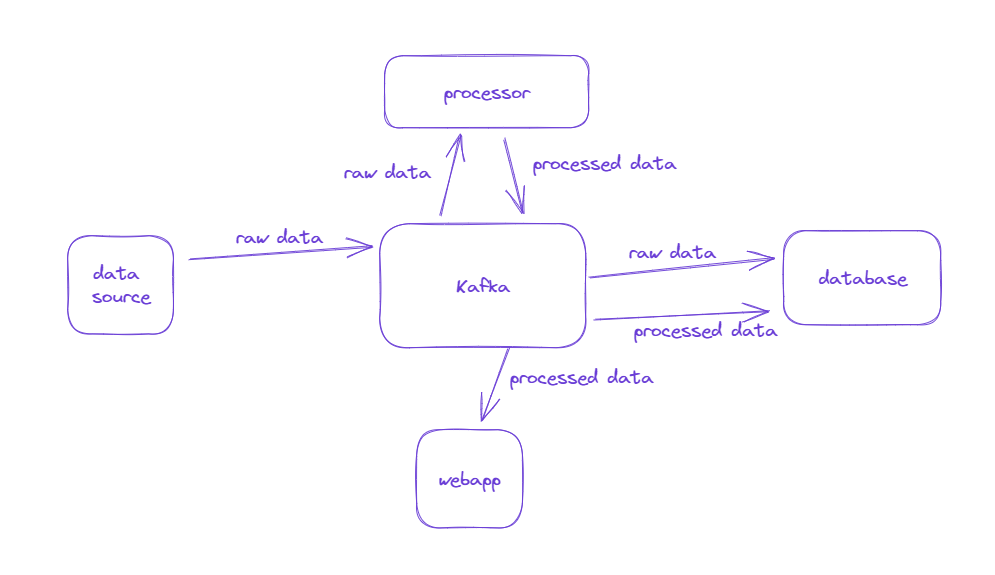 processor
raw data
processed data
raw data
data
source
Kafka
raw data
database
processed data
processed data
webapp